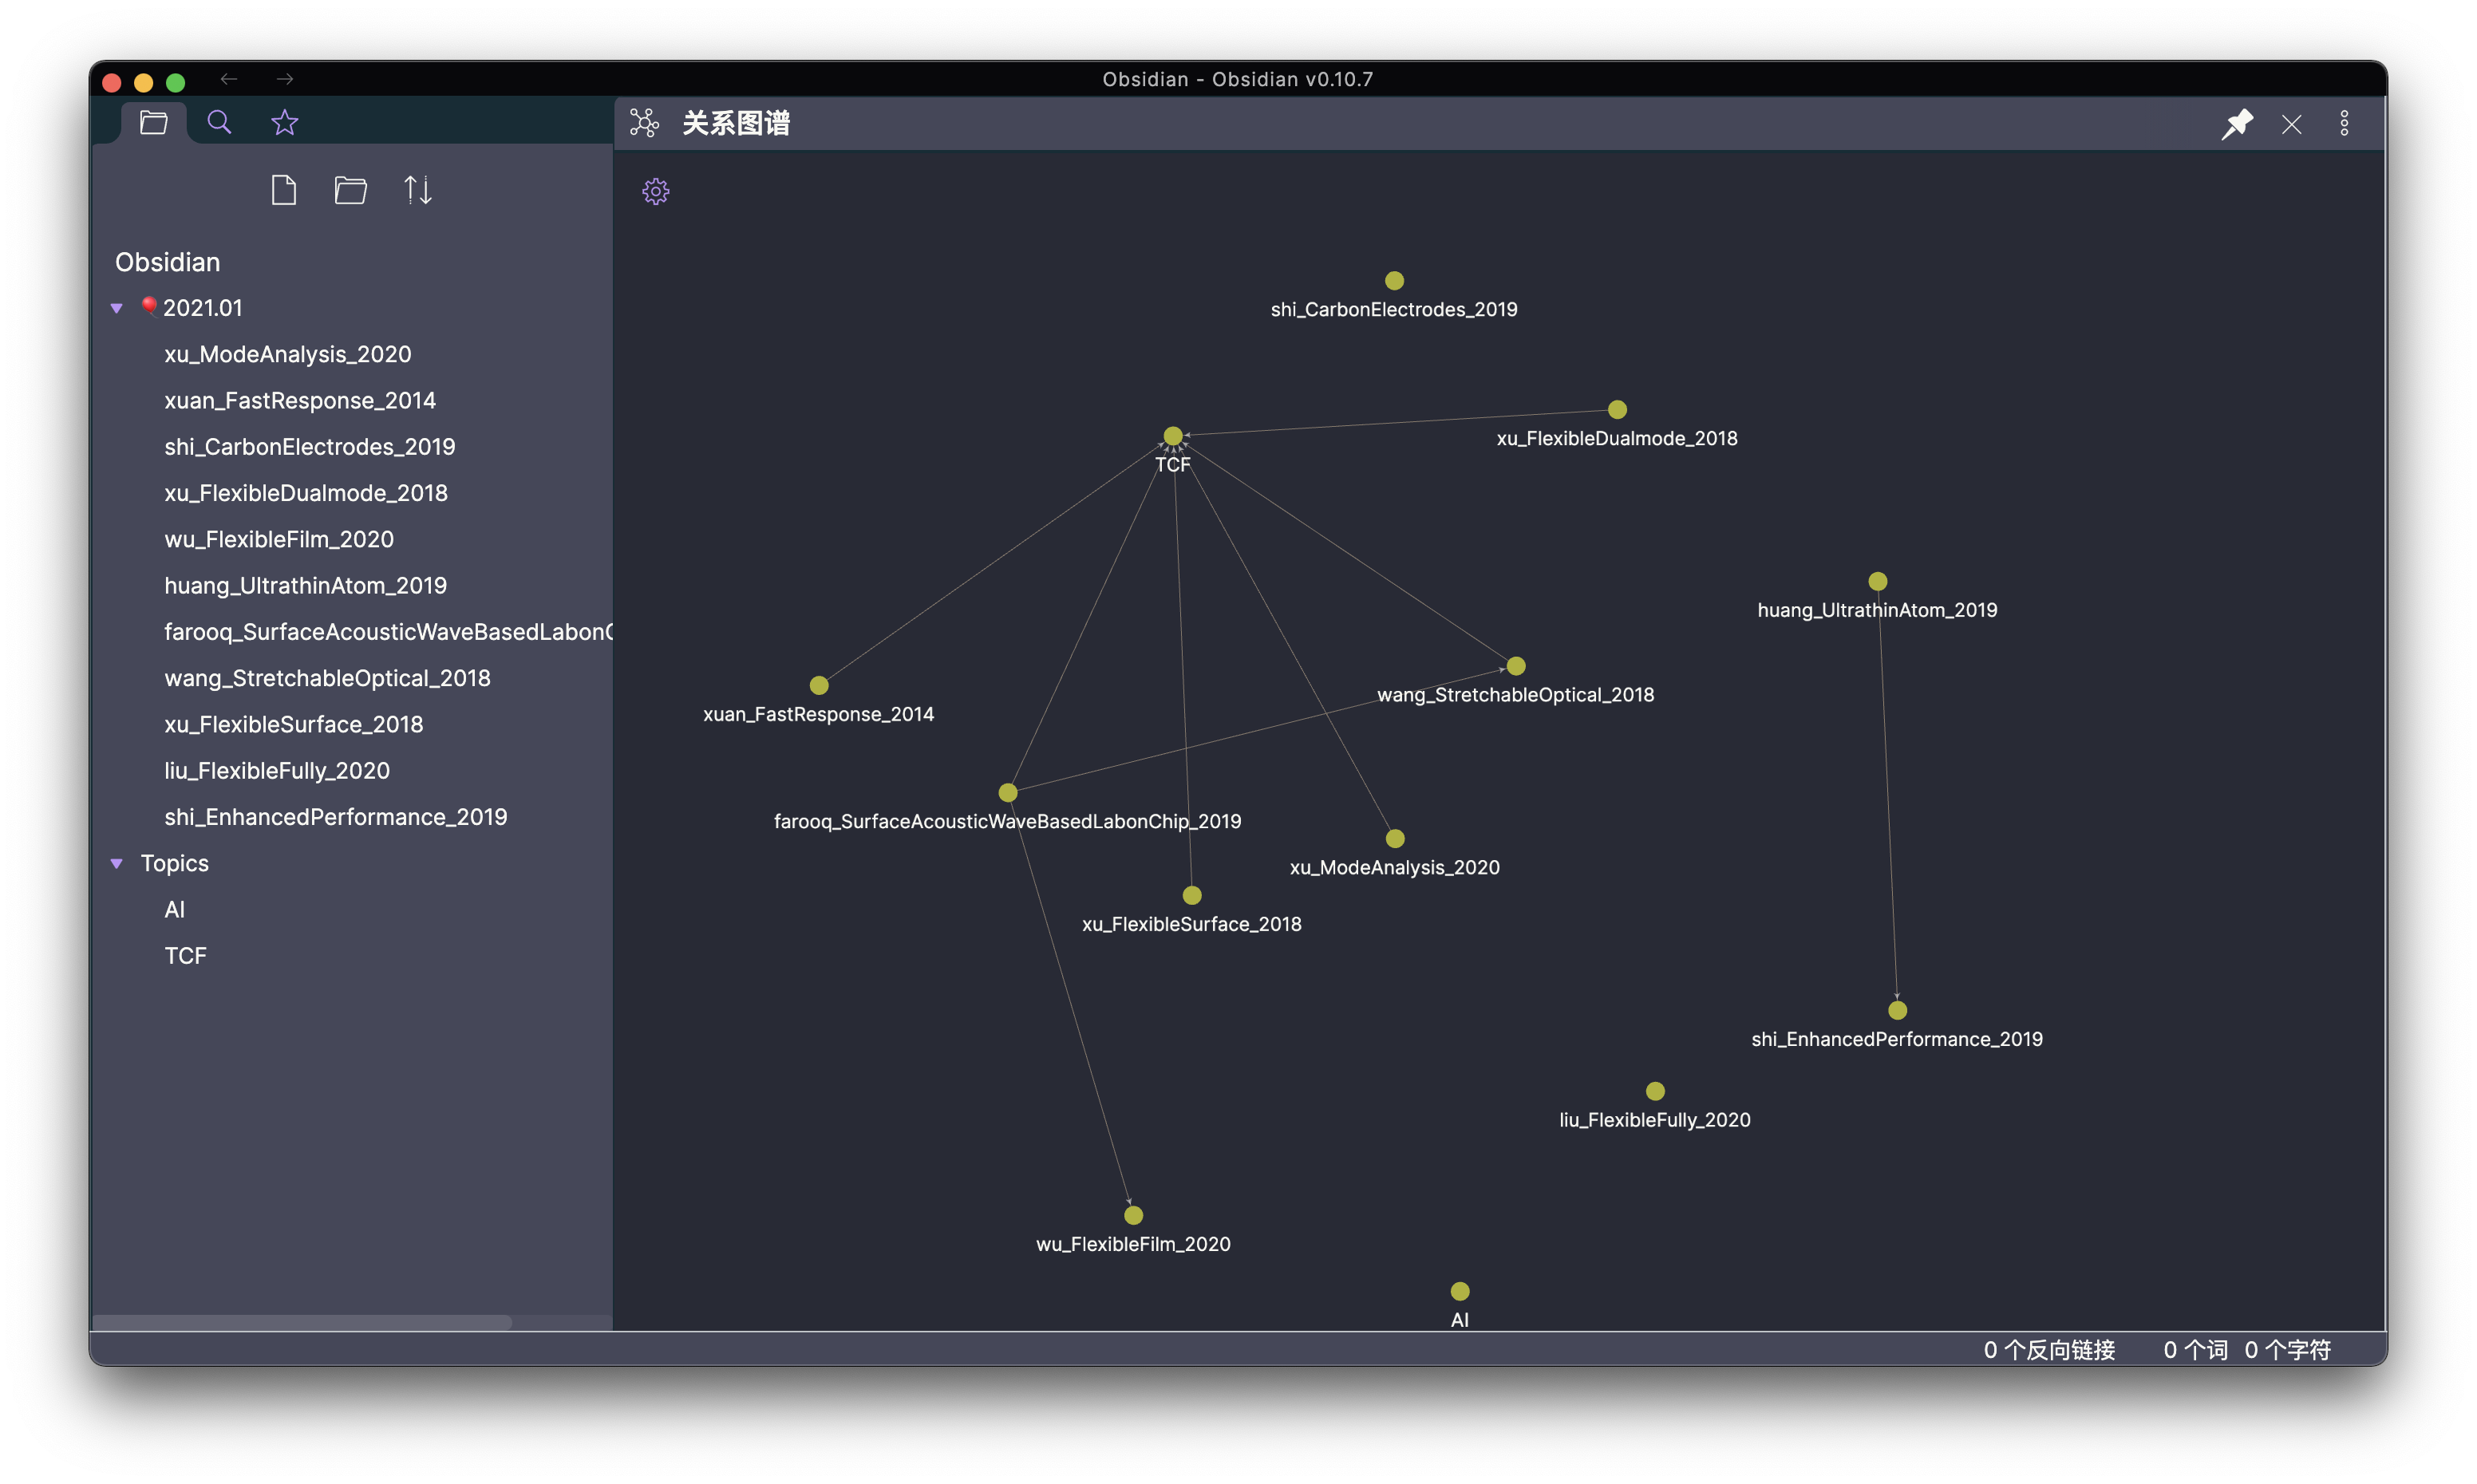 Obsidian - Obsidian v0.10.7
关系图谱
Obsidian
2021.01
xu_ModeAnalysis_2020
xuan_FastResponse_2014
shi_CarbonElectrodes_2019
xu_FlexibleDualmode_2018
wu_FlexibleFilm_2020
huang_UltrathinAtom_2019
farooq_SurfaceAcousticWaveBasedLabonC
wang_StretchableOptical_2018
xu_FlexibleSurface_2018
liu_FlexibleFully_2020
shi_EnhancedPerformance_2019
Topics
AI
TCF
shi_CarbonElectrodes_2019
xu_FlexibleDualmode_2018
TCF
huang_UltrathinAtom_2019
wang_StretchableOptical_2018
xuan_FastResponse_2014
farooq_SurfaceAcousticWaveBasedLabonChip_2019
xu_ModeAnalysis_2020
xu_FlexibleSurface_2018
shi_EnhancedPerformance_2019
liu_FlexibleFully_2020
wu_FlexibleFilm_2020
AI
0 个反向链接 0 个词 0 个字符